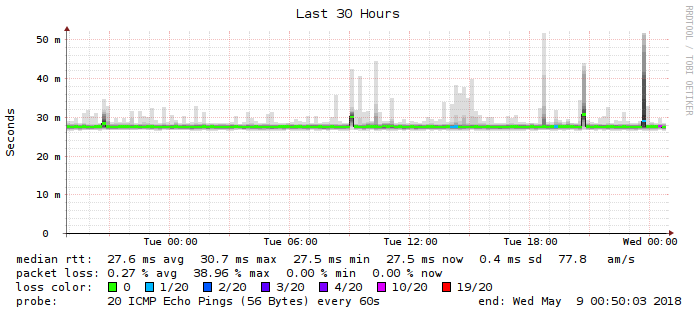 Last 30 Hours
RRDTOOL / TOBI OETIKER
Seconds
50 m
40 m
30 m
20 m
10 m
0
Tue 00:00 Tue 06:00 Tue 12:00 Tue 18:00 Wed 00:00
median rtt: 27.6 ms avg 30.7 ms max 27.5 ms min 27.5 ms now 0.4 ms sd 77.8 am/s
packet loss: 0.27 % avg 38.96 % max 0.00 % min 0.00 % now
loss color: 0 1/20 2/20 3/20 4/20 10/20 19/20
probe: 20 ICMP Echo Pings (56 Bytes) every 60s end: Wed May 9 00:50:03 2018